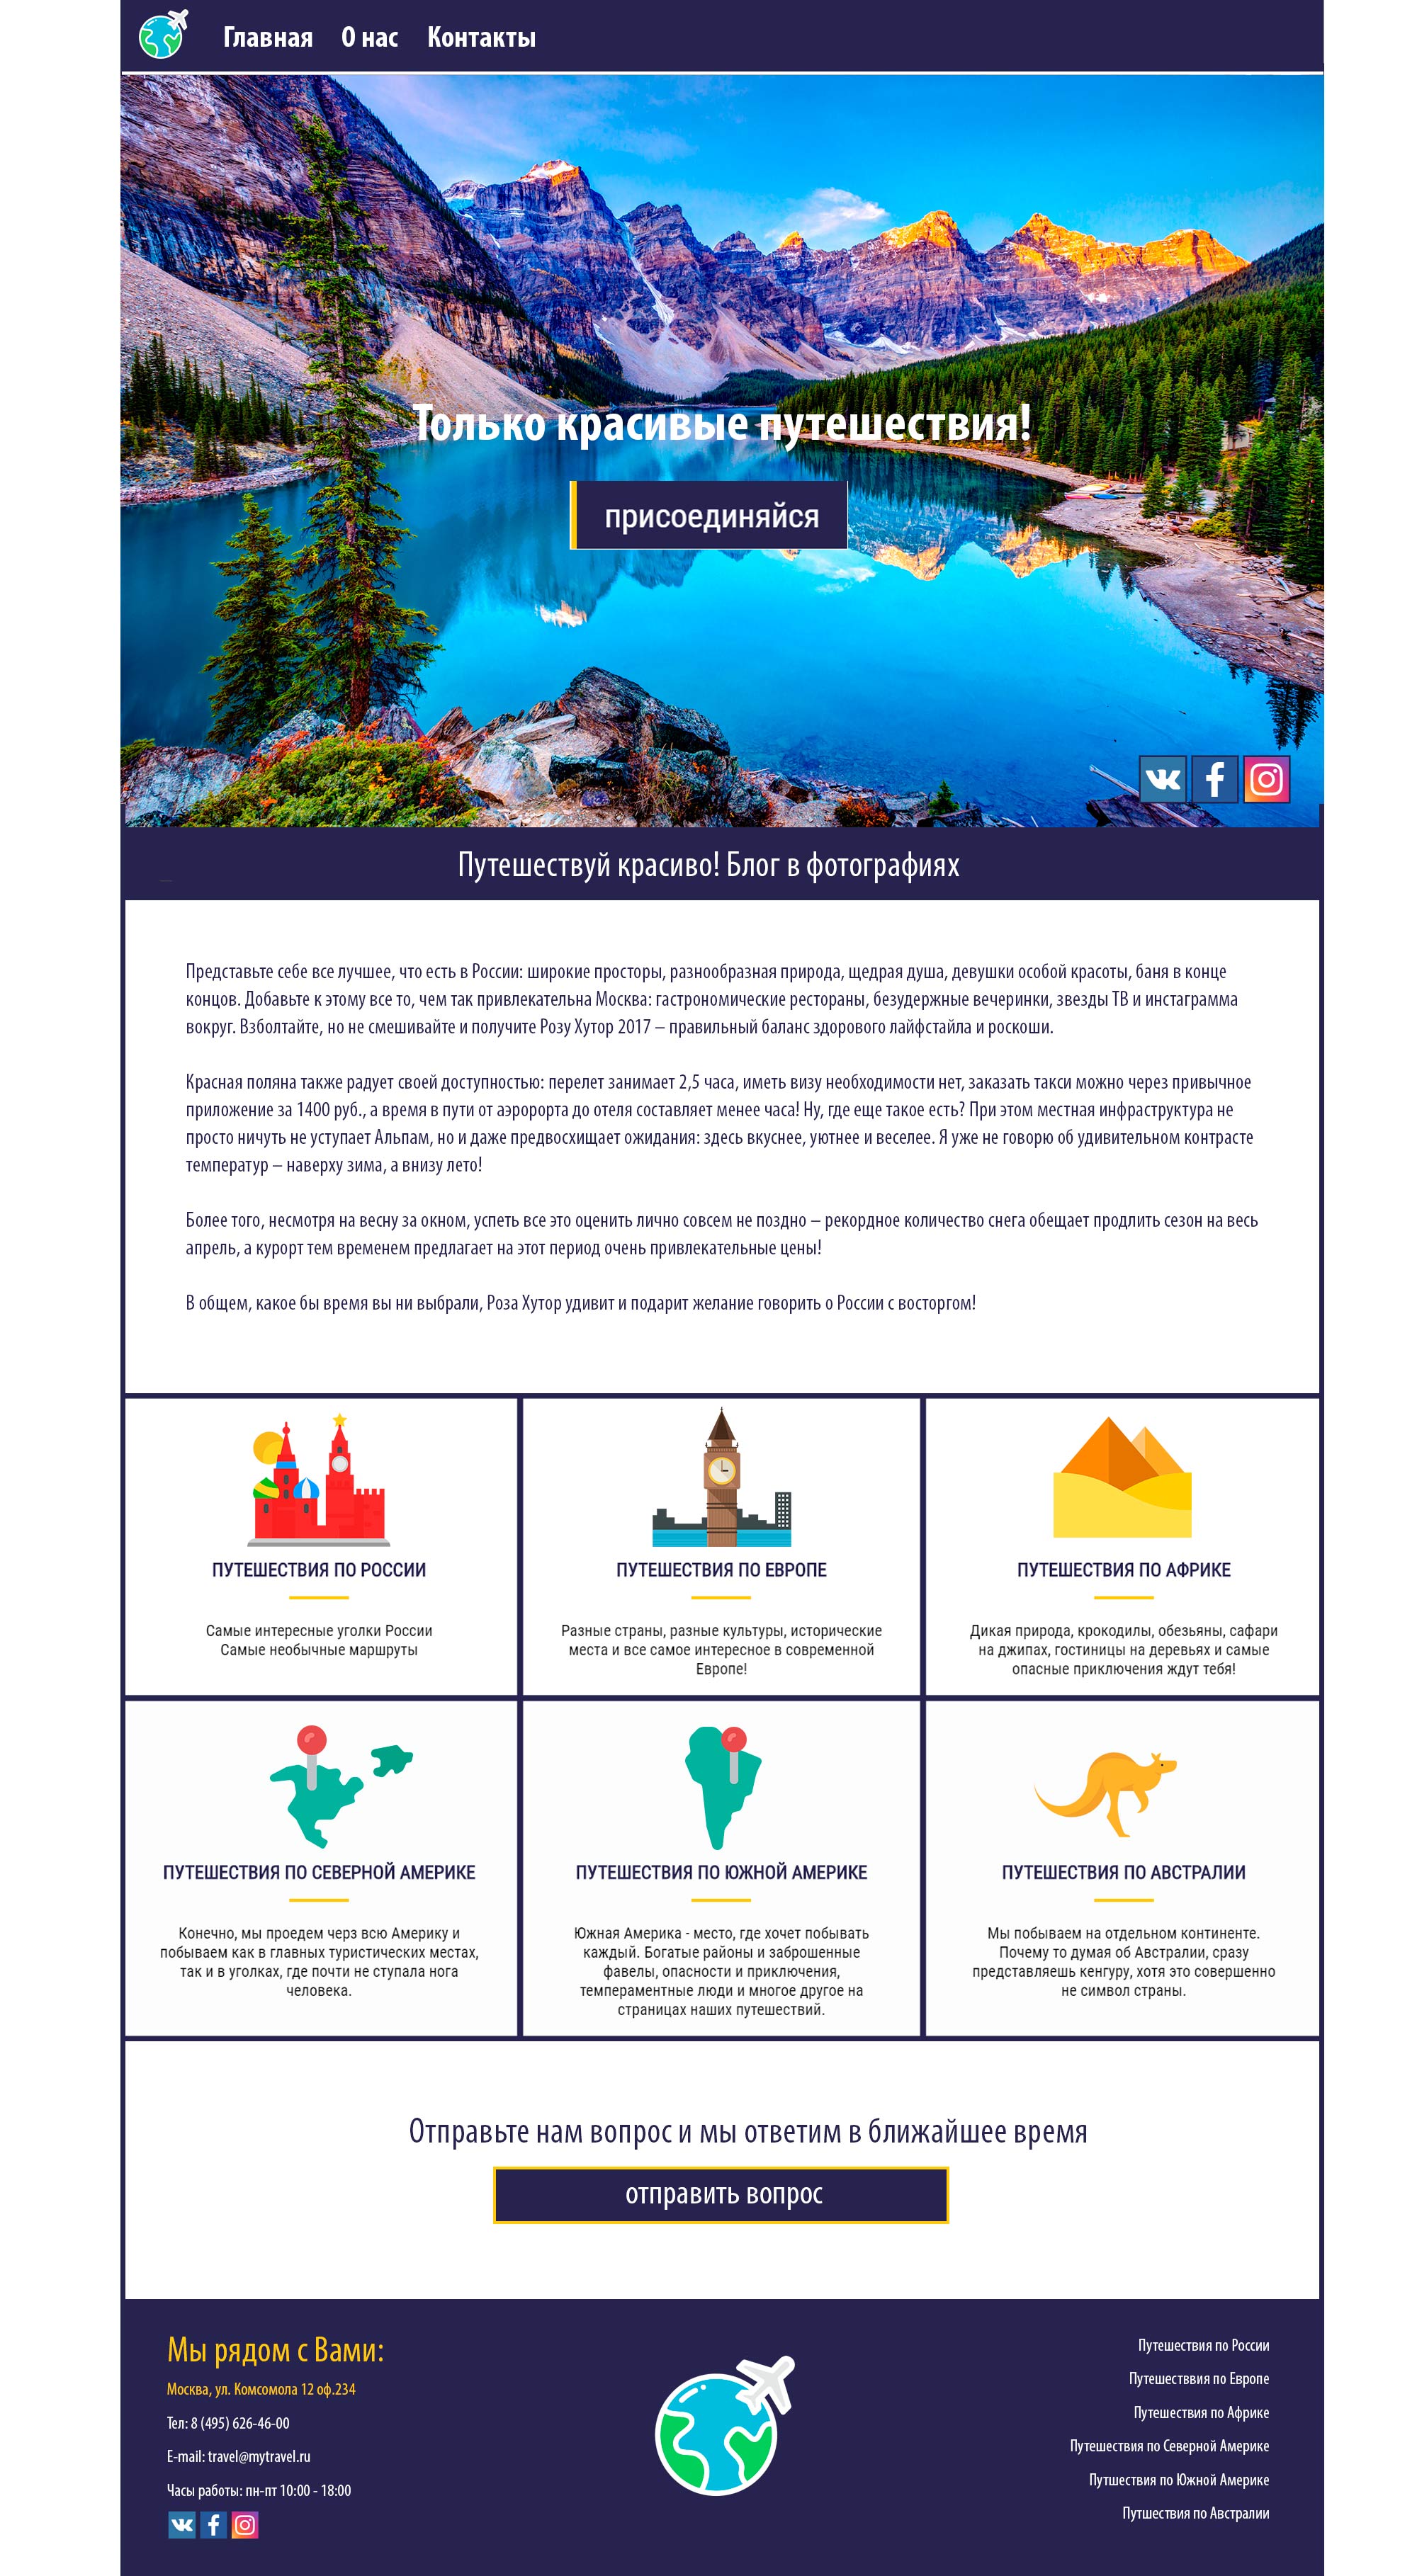 Главная О нас Контакты
Только красивые путешествия!
присоединяйся
Путешествуй красиво! Блог в фотографиях
Представьте себе все лучшее, что есть в России: широкие просторы, разнообразная природа, щедрая душа, девушки особой красоты, баня в конце
концов. Добавьте к этому все то, чем так привлекательна Москва: гастрономические рестораны, безудержные вечеринки, звезды ТВ и инстаграмма
вокруг. Взболтайте, но не смешивайте и получите Розу Хутор 2017 – правильный баланс здорового лайфстайла и роскоши.
Красная поляна также радует своей доступностью: перелет занимает 2,5 часа, иметь визу необходимости нет, заказать такси можно через привычное
приложение за 1400 руб., а время в пути от аэророрта до отеля составляет менее часа! Ну, где еще такое есть? При этом местная инфраструктура не
просто ничуть не уступает Альпам, но и даже предвосхищает ожидания: здесь вкуснее, уютнее и веселее. Я уже не говорю об удивительном контрасте
температур – наверху зима, а внизу лето!
Более того, несмотря на весну за окном, успеть все это оценить лично совсем не поздно – рекордное количество снега обещает продлить сезон на весь
апрель, а курорт тем временем предлагает на этот период очень привлекательные цены!
В общем, какое бы время вы ни выбрали, Роза Хутор удивит и подарит желание говорить о России с восторгом!
ПУТЕШЕСТВИЯ ПО РОССИИ
Самые интересные уголки России
Самые необычные маршруты
ПУТЕШЕСТВИЯ ПО ЕВРОПЕ
Разные страны, разные культуры, исторические
места и все самое интересное в современной
Европе!
ПУТЕШЕСТВИЯ ПО АФРИКЕ
Дикая природа, крокодилы, обезьяны, сафари
на джипах, гостиницы на деревьях и самые
опасные приключения ждут тебя!
ПУТЕШЕСТВИЯ ПО СЕВЕРНОЙ АМЕРИКЕ
Конечно, мы проедем черз всю Америку и
побываем как в главных туристических местах,
так и в уголках, где почти не ступала нога
человека.
ПУТЕШЕСТВИЯ ПО ЮЖНОЙ АМЕРИКЕ
Южная Америка - место, где хочет побывать
каждый. Богатые районы и заброшенные
фавелы, опасности и приключения,
темпераментные люди и многое другое на
страницах наших путешествий.
ПУТЕШЕСТВИЯ ПО АВСТРАЛИИ
Мы побываем на отдельном континенте.
Почему то думая об Австралии, сразу
представляешь кенгуру, хотя это совершенно
не символ страны.
Отправьте нам вопрос и мы ответим в ближайшее время
отправить вопрос
Мы рядом с Вами:
Москва, ул. Комсомола 12 оф.234
Тел: 8 (495) 626-46-00
E-mail: travel@mytravel.ru
Часы работы: пн-пт 10:00 - 18:00
Путешествия по России
Путешестввия по Европе
Путешествия по Африке
Путешествия по Северной Америке
Путшествия по Южной Америке
Путшествия по Австралии